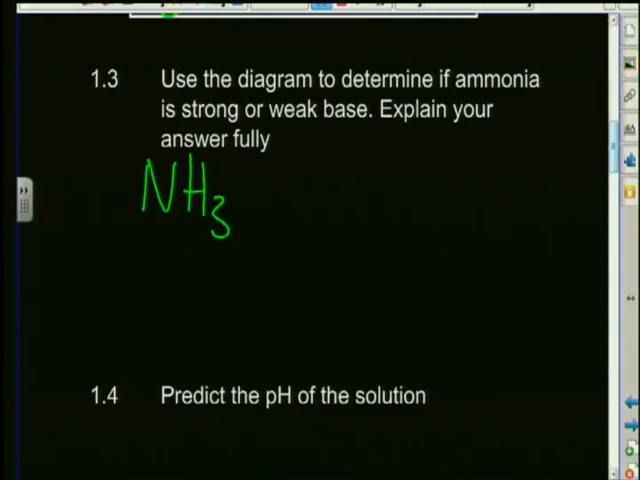 1.3 Use the diagram to determine if ammonia
is strong or weak base. Explain your
answer fully
NH3
1.4 Predict the pH of the solution